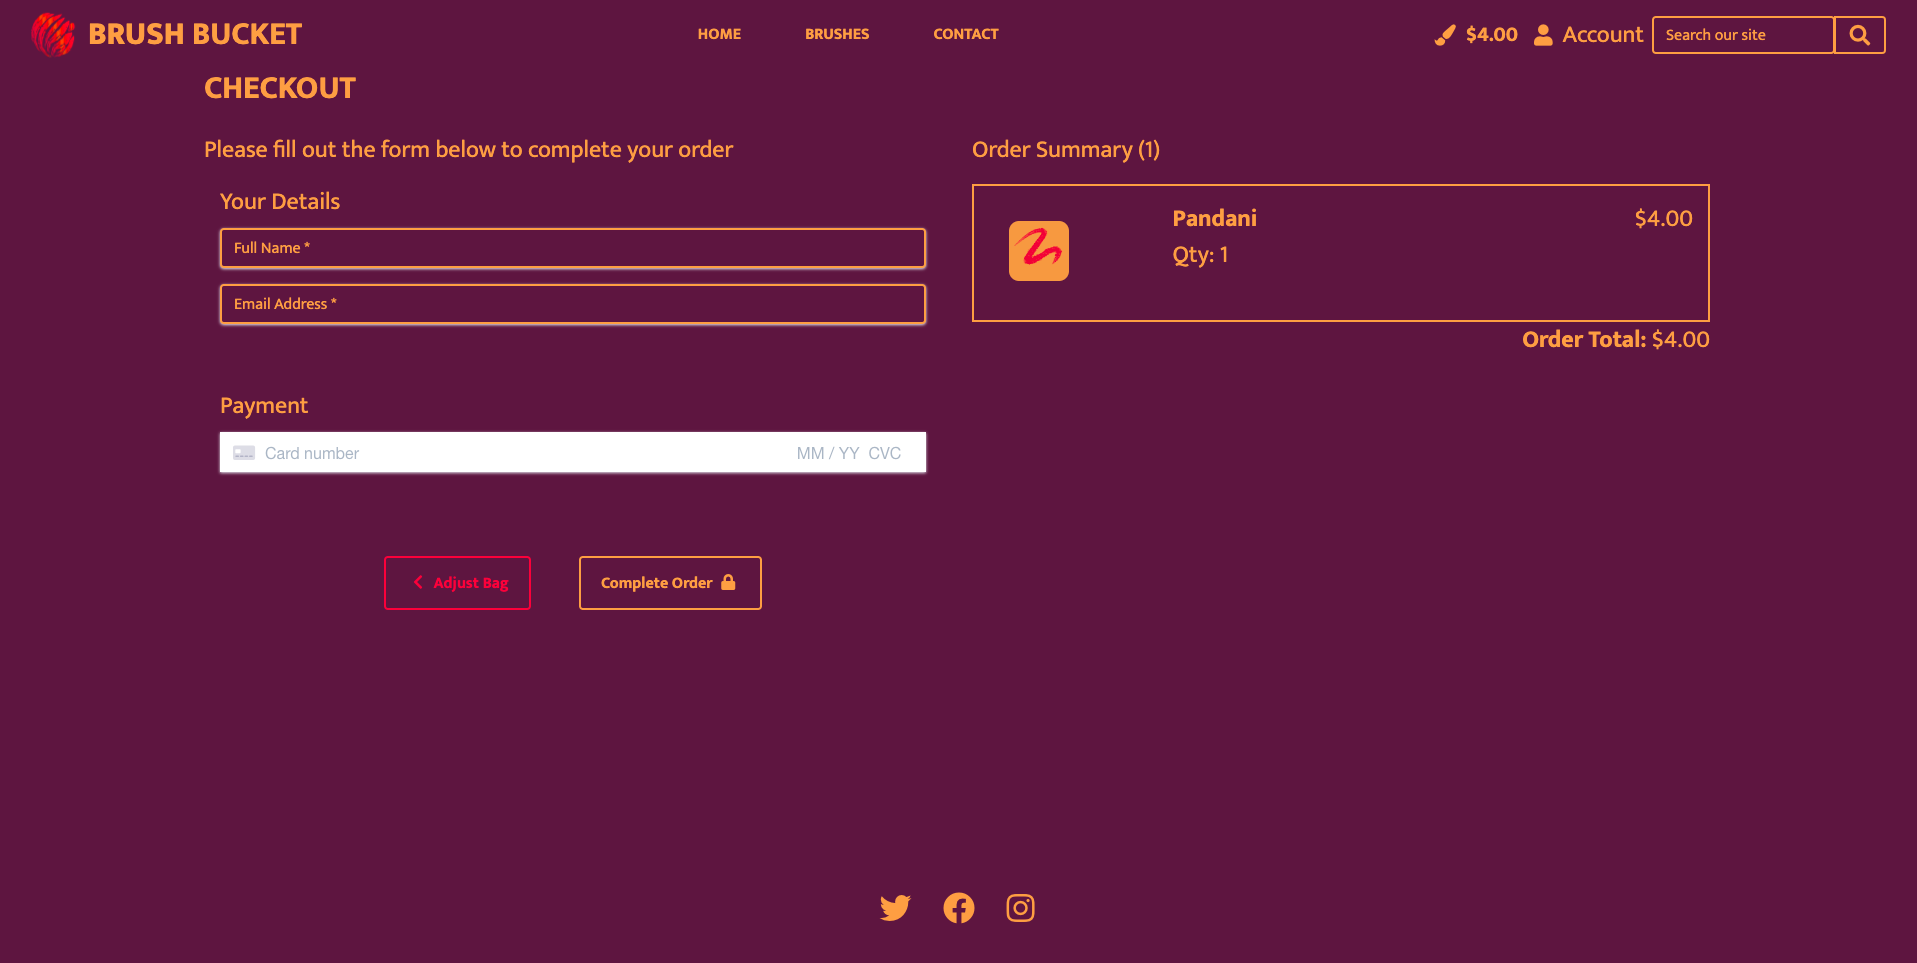 BRUSH BUCKET
HOME
BRUSHES
CONTACT
$4.00
Account
Search our site
CHECKOUT
Please fill out the form below to complete your order
Your Details
Full Name *
Email Address *
Payment
Card number
MM / YY CVC
Adjust Bag
Complete Order
Order Summary (1)
Pandani
$4.00
Qty: 1
Order Total: $4.00